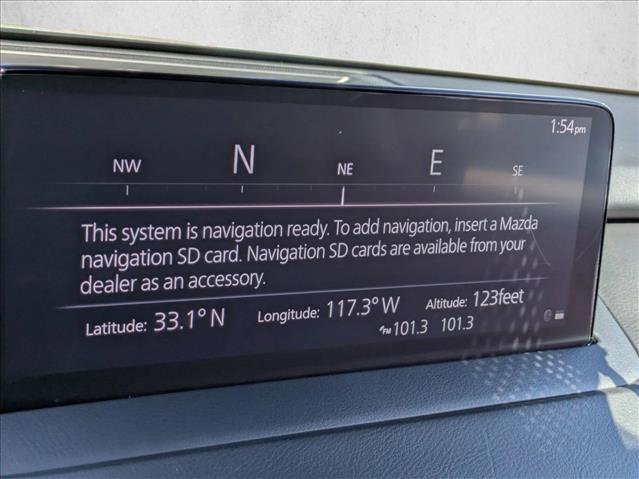 1:54pm
NW N NE E SE
This system is navigation ready. To add navigation, insert a Mazda
navigation SD card. Navigation SD cards are available from your
dealer as an accessory.
Latitude: 33.1° N Longitude: 117.3° W Altitude: 123feet
FM 101.3 101.3